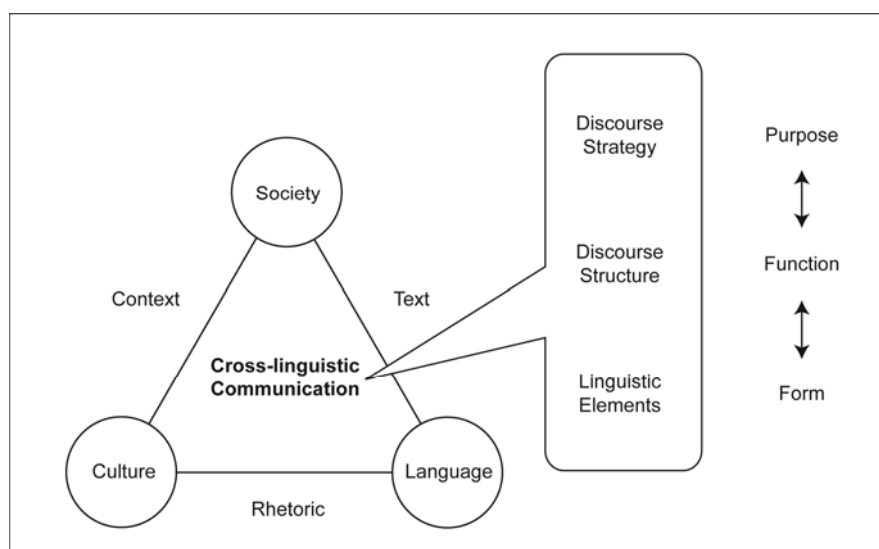 Society
Context
Text
Cross-linguistic
Communication
Culture
Language
Rhetoric
Discourse
Strategy
Discourse
Structure
Linguistic
Elements
Purpose
Function
Form